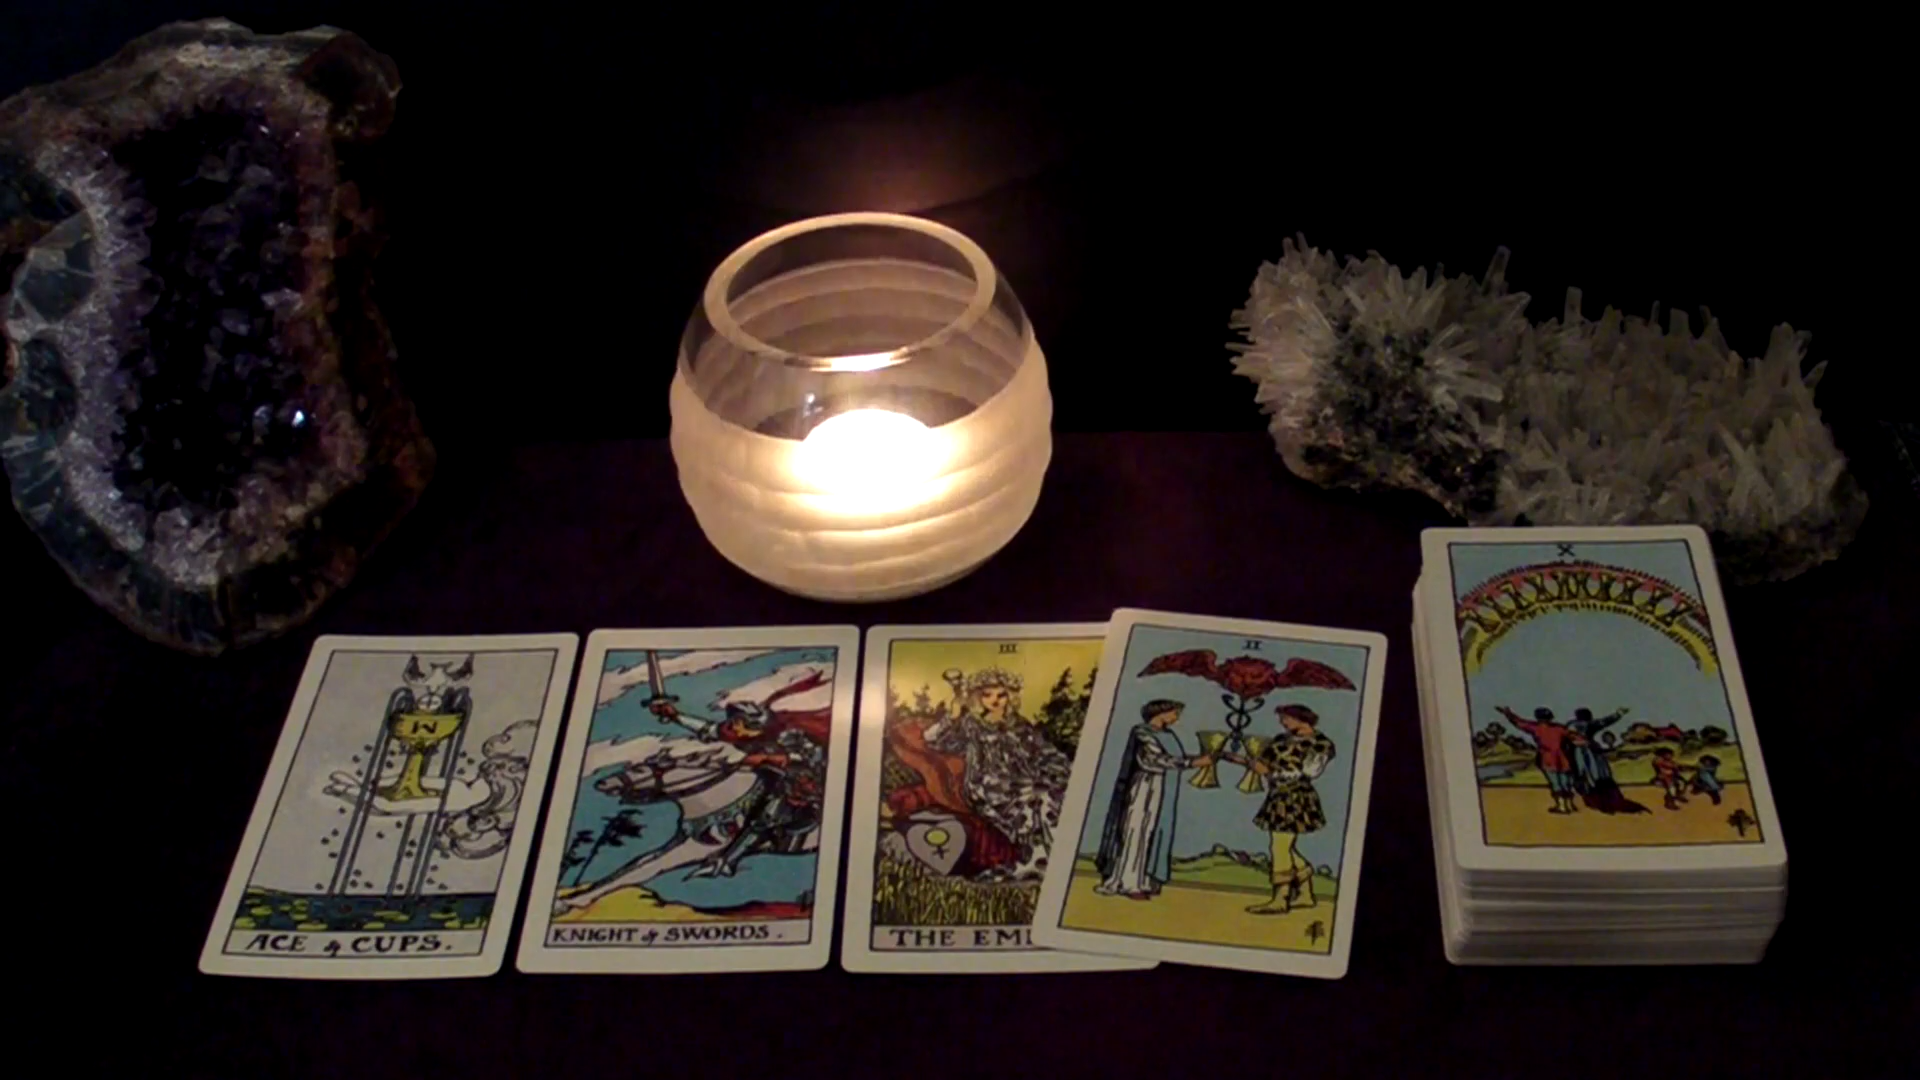 ACE of CUPS.
KNIGHT of SWORDS.
III
THE EM
II
X